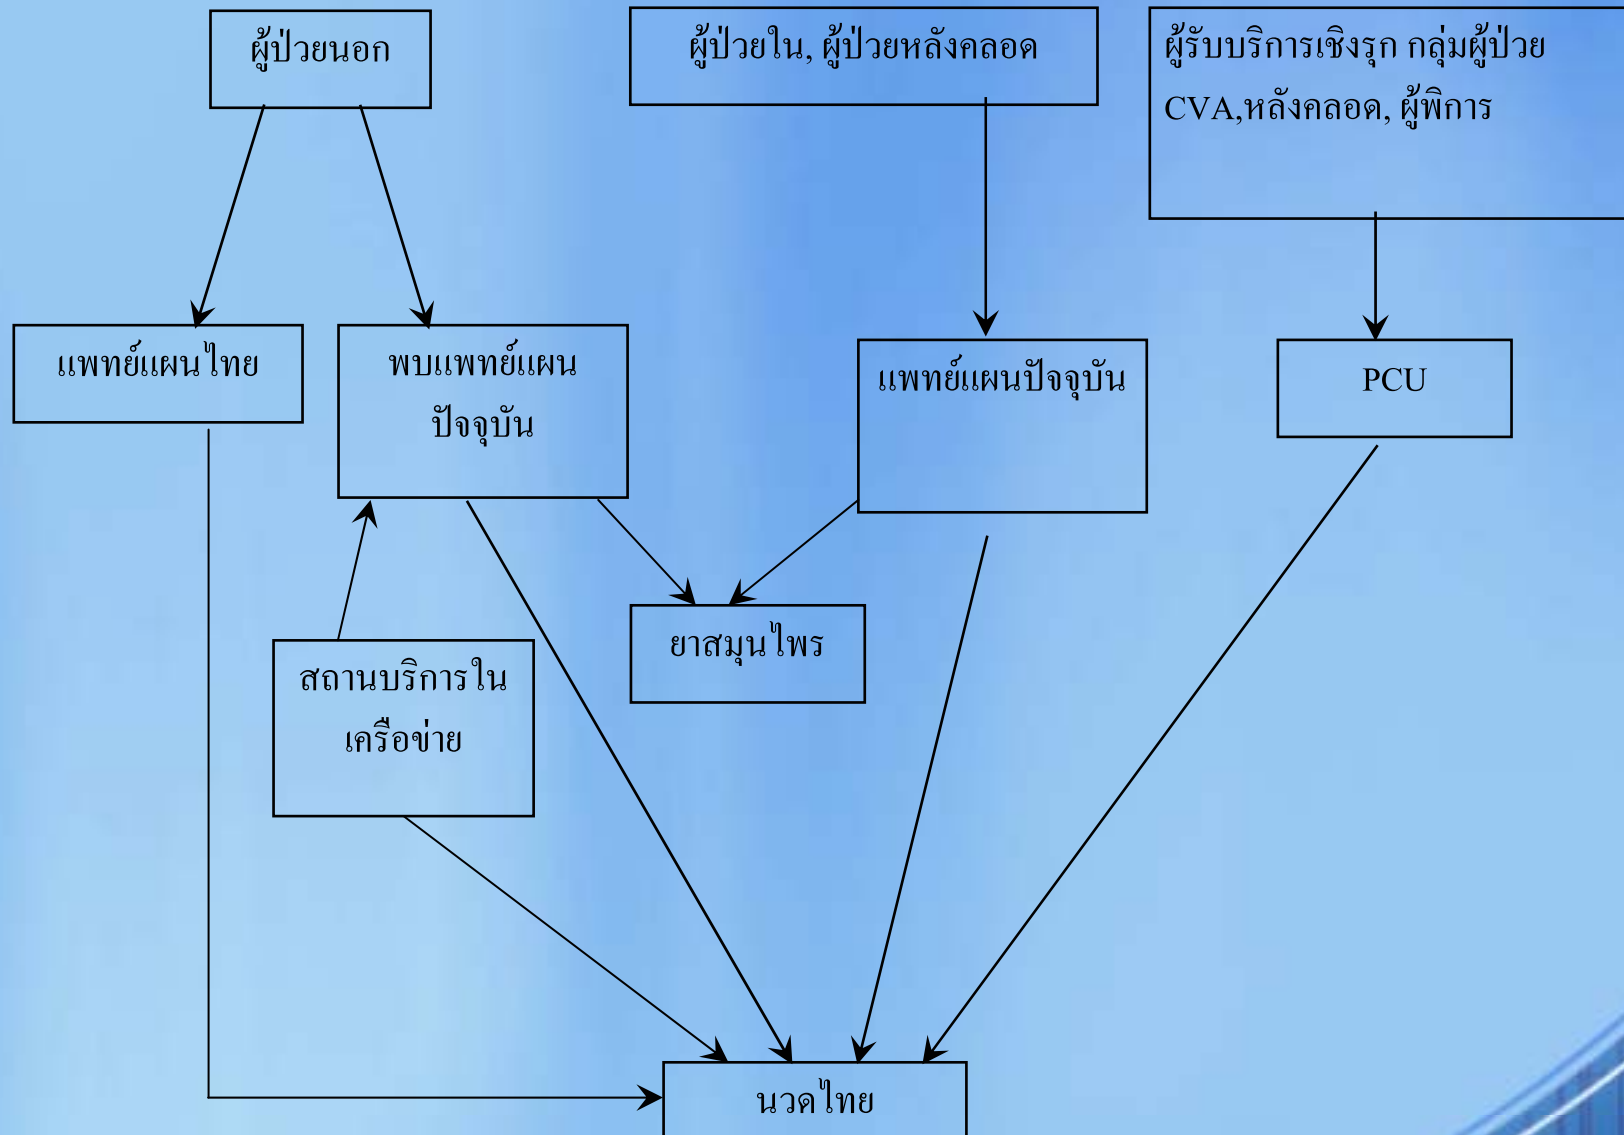 ผู้ป่วยนอก
ผู้ป่วยใน, ผู้ป่วยหลังคลอด
ผู้รับบริการเชิงรุก กลุ่มผู้ป่วย
CVA,หลังคลอด, ผู้พิการ
แพทย์แผนไทย
พบแพทย์แผน
ปัจจุบัน
แพทย์แผนปัจจุบัน
PCU
สถานบริการใน
เครือข่าย
ยาสมุนไพร
นวดไทย